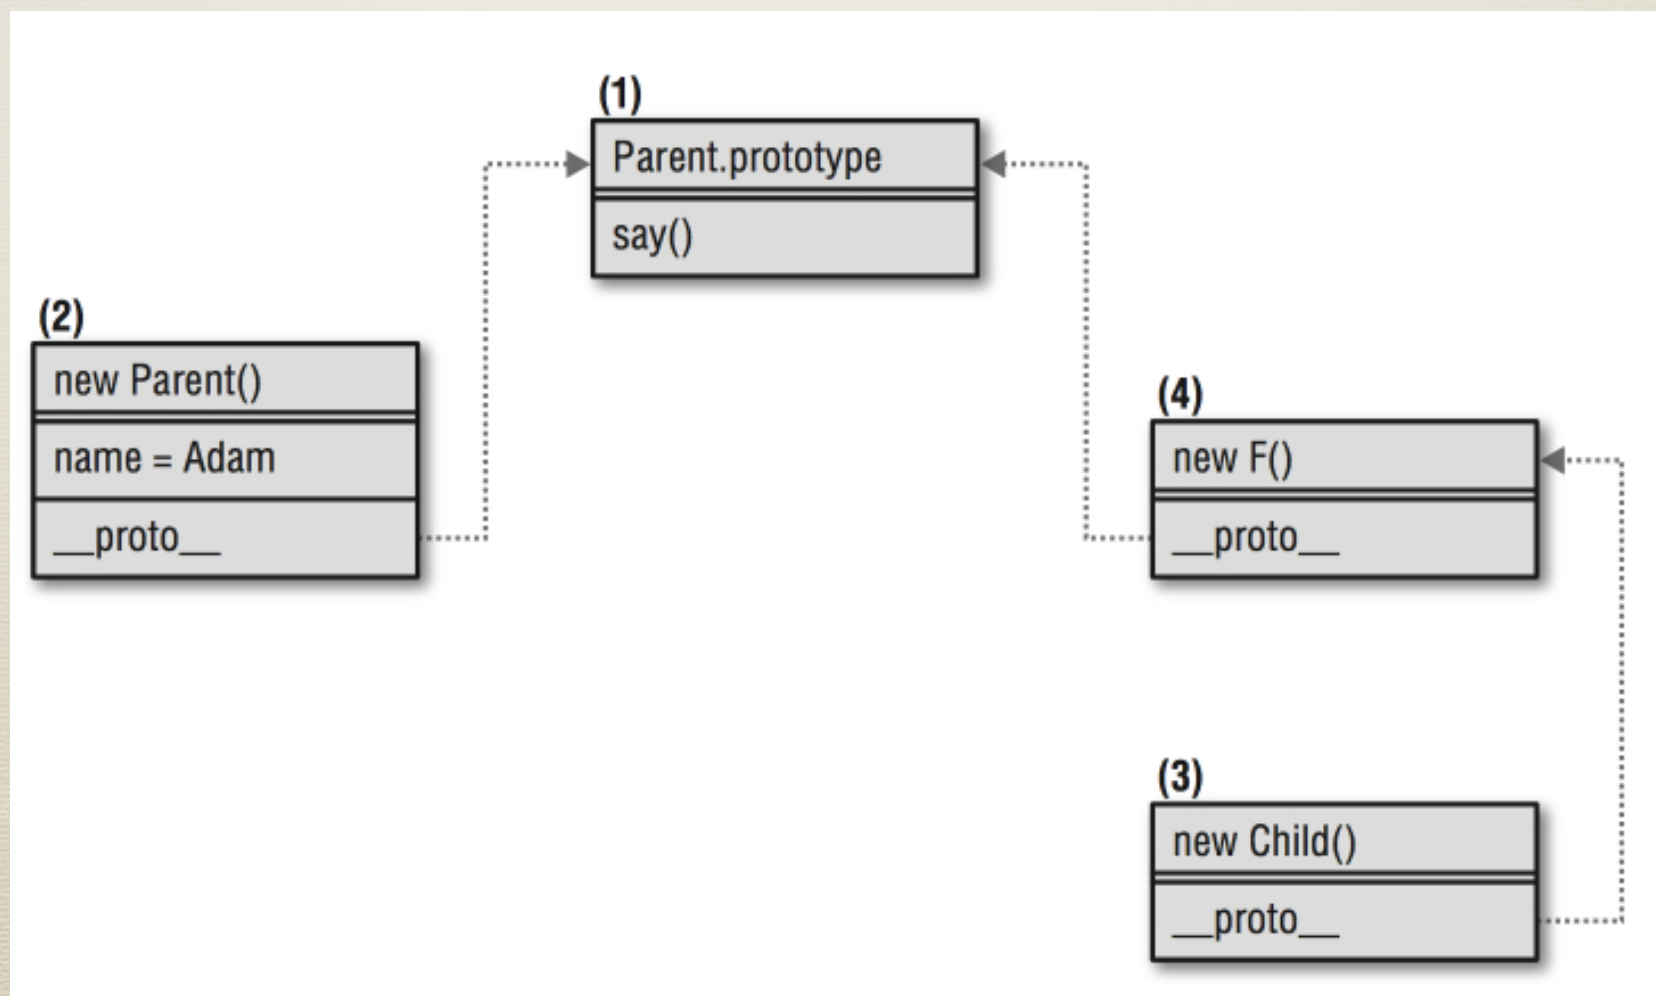 (1)
Parent.prototype
say()
(2)
new Parent()
name = Adam
__proto__
(4)
new F()
__proto__
(3)
new Child()
__proto__